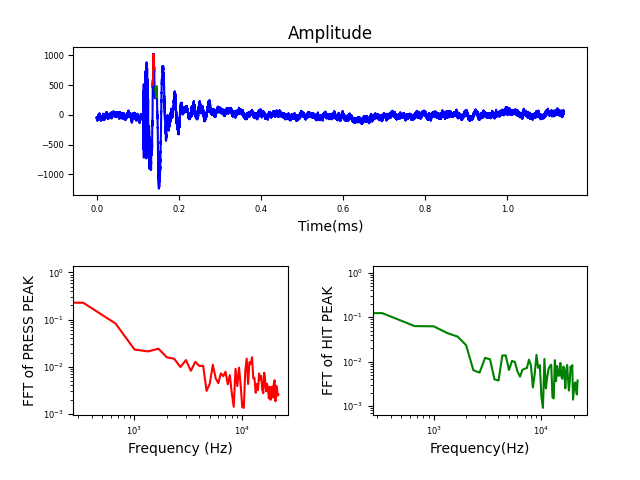 Amplitude
1000
500
0
−500
−1000
0.0 0.2 0.4 0.6 0.8 1.0
Time(ms)
FFT of PRESS PEAK
10⁰
10⁻¹
10⁻²
10⁻³
10³ 10⁴
Frequency (Hz)
FFT of HIT PEAK
10⁰
10⁻¹
10⁻²
10⁻³
10³ 10⁴
Frequency(Hz)